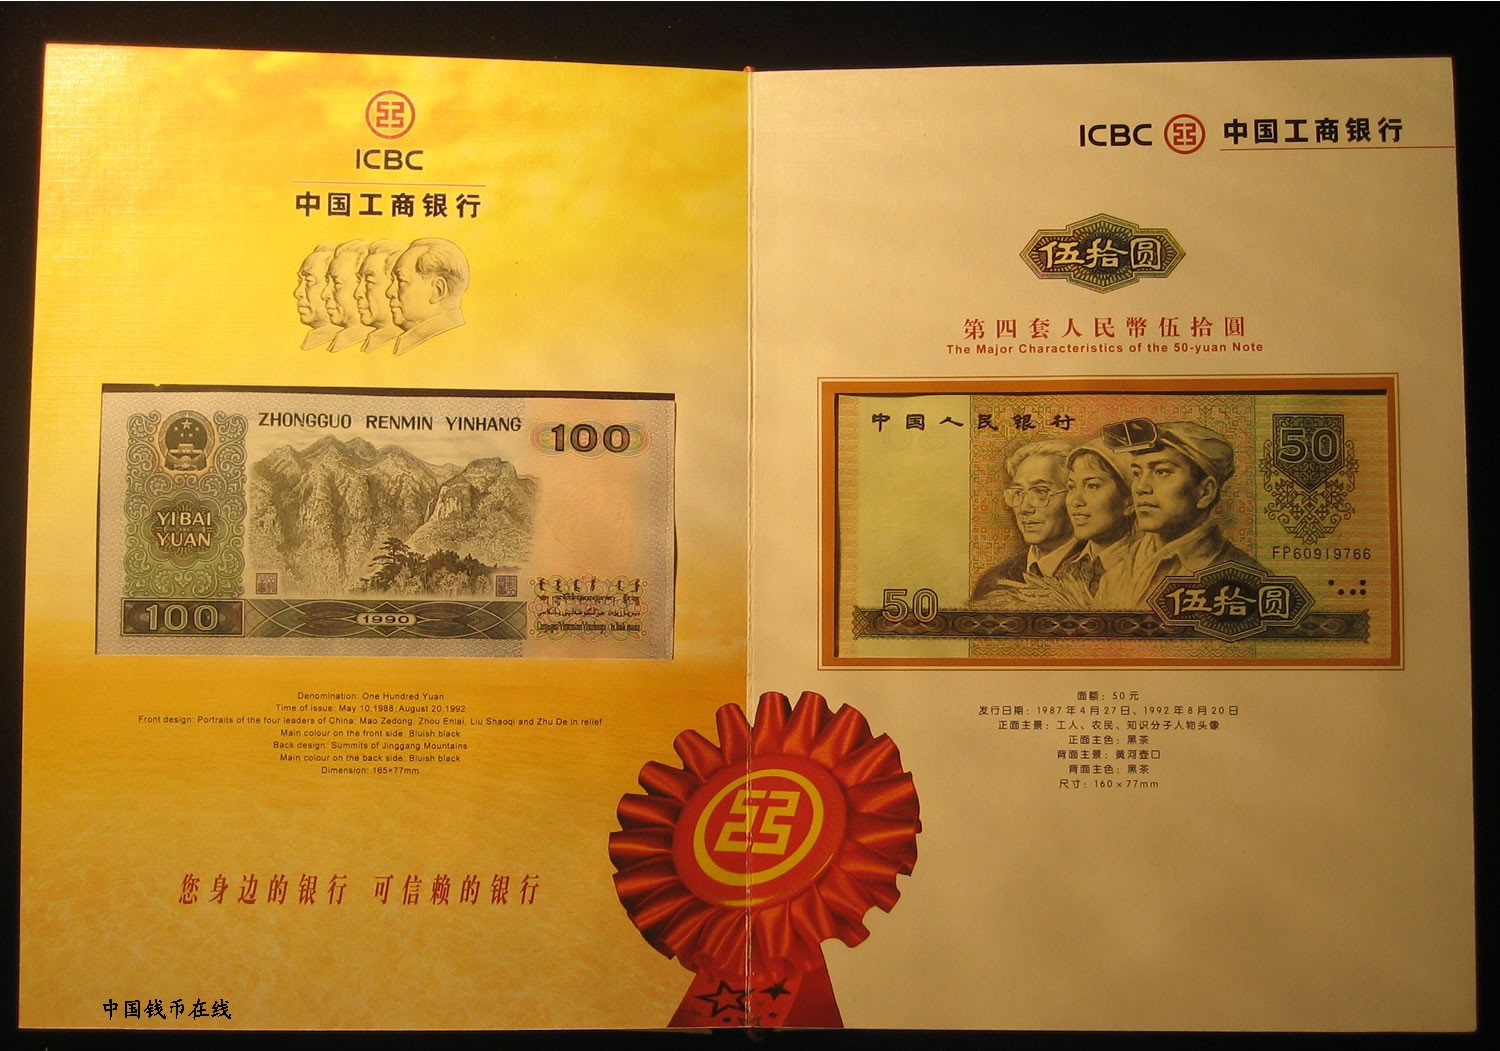 ICBC
中国工商银行
ZHONGGUO RENMIN YINHANG
100
YIBAI
YUAN
100
1990
Denomination: One Hundred Yuan
Time of issue: May 10,1988; August 20,1992
Front design: Portraits of the four leaders of China: Mao Zedong, Zhou Enlai, Liu Shaoqi and Zhu De in relief
Main colour on the front side: Bluish black
Back design: Summits of Jinggang Mountains
Main colour on the back side: Bluish black
Dimension: 165×77mm
您身边的银行 可信赖的银行
中国钱币在线
ICBC 中国工商银行
伍拾圆
第四套人民幣伍拾圓
The Major Characteristics of the 50-yuan Note
中国人民银行
50
FP60919766
50
伍拾圆
面额：50元
发行日期：1987年4月27日、1992年8月20日
正面主景：工人、农民、知识分子人物头像
正面主色：黑茶
背面主景：黄河壶口
背面主色：黑茶
尺寸：160×77mm